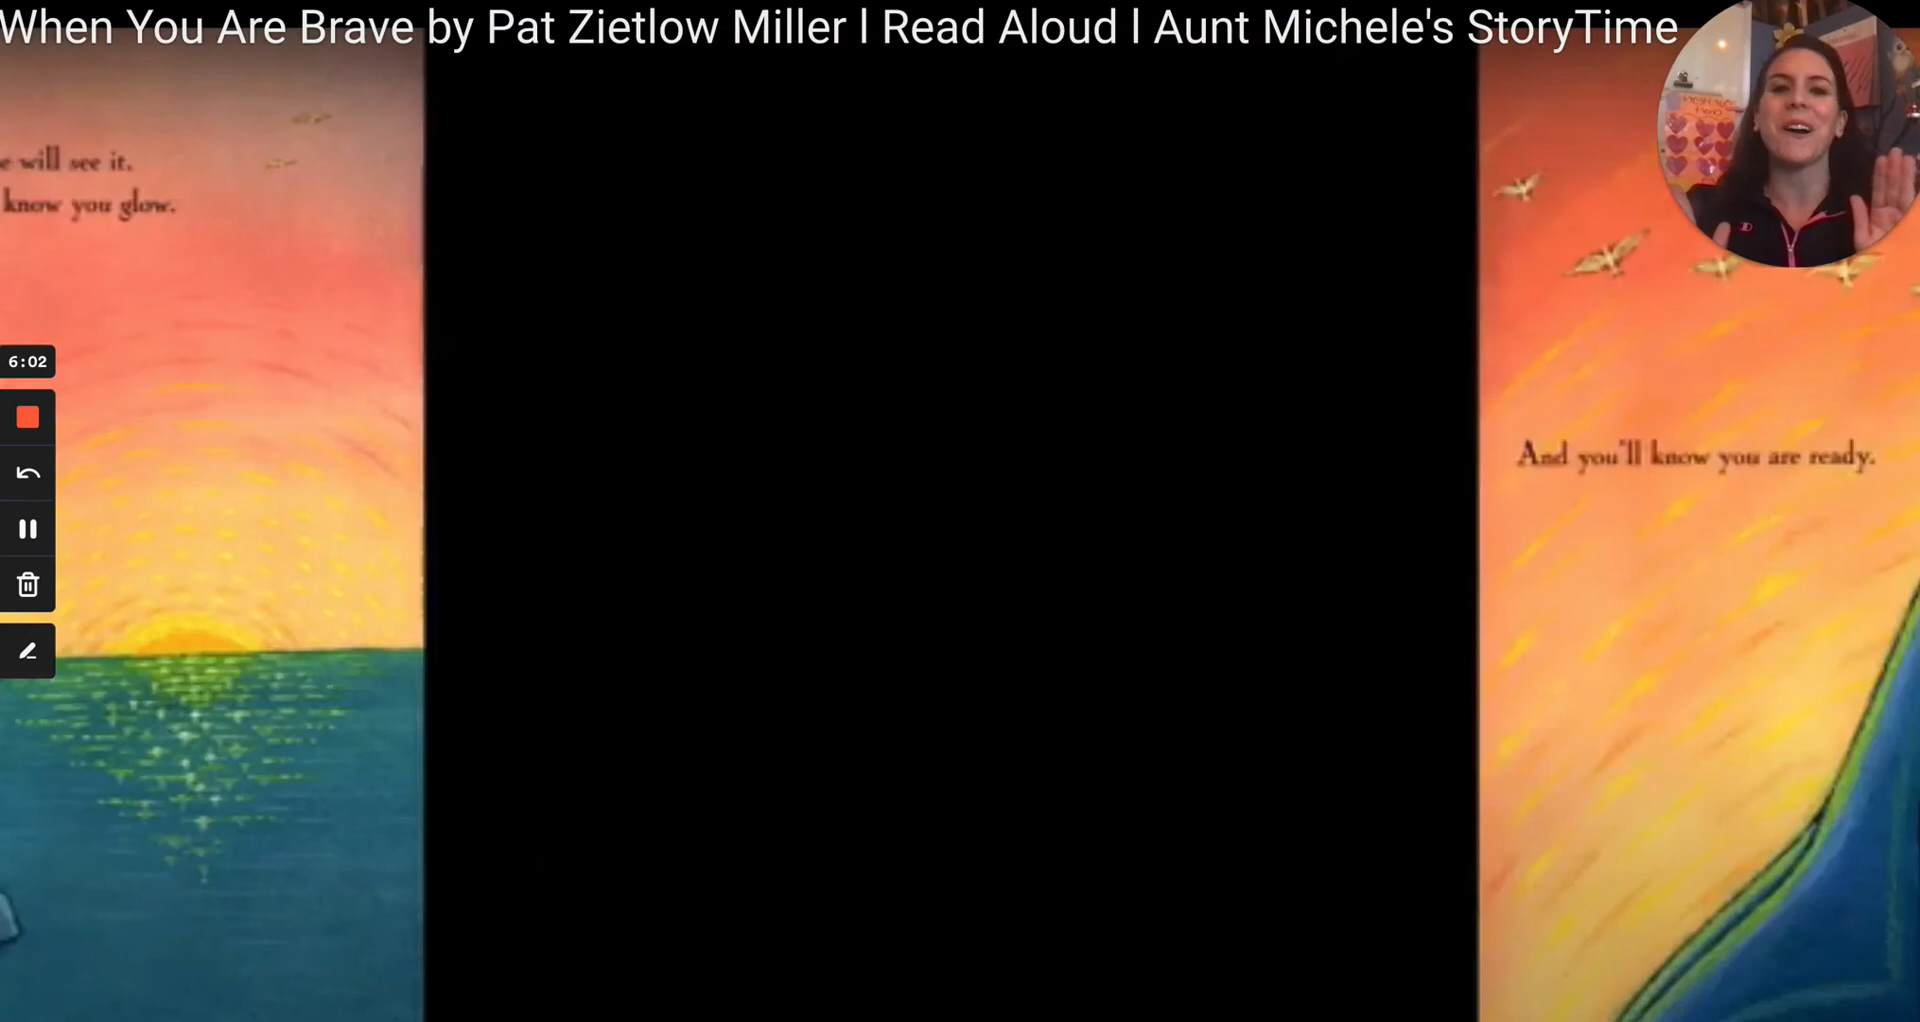 When You Are Brave by Pat Zietlow Miller l Read Aloud l Aunt Michele's StoryTime
will see it.
know you glow.
6:02
And you'll know you are ready.